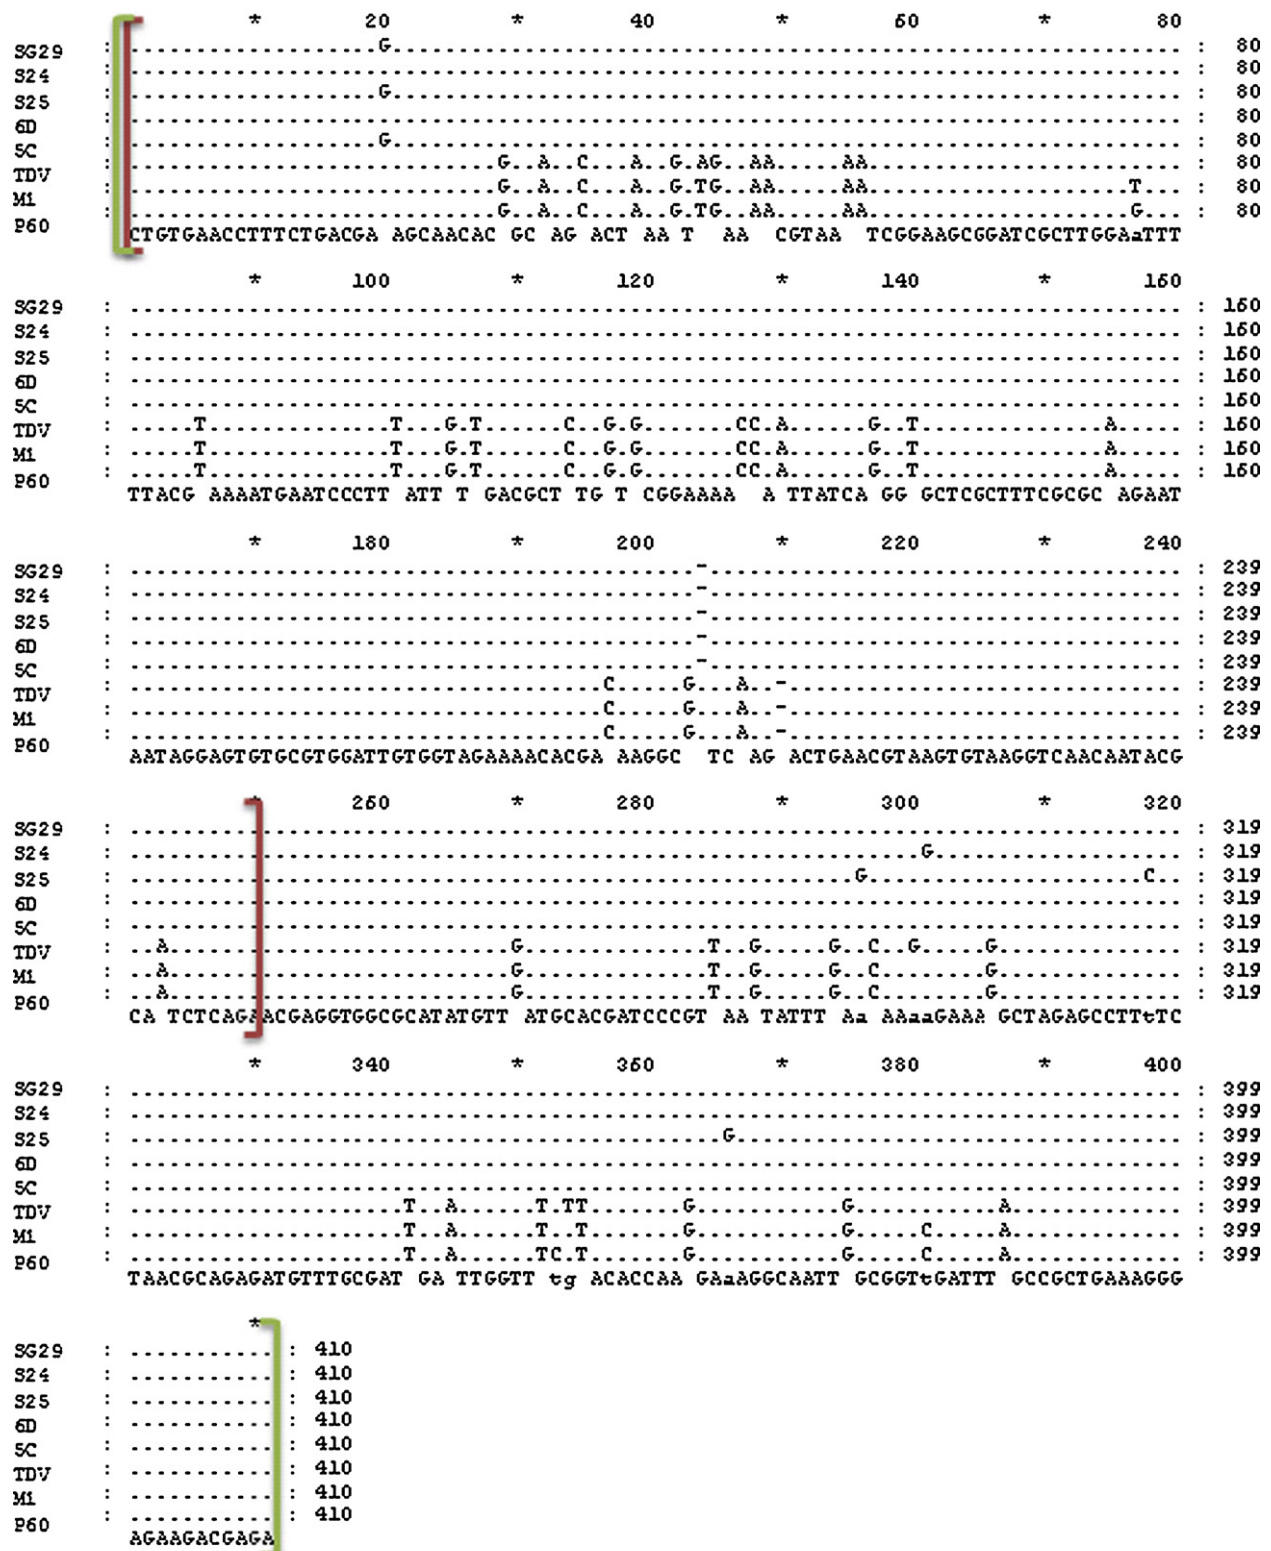 * 20 * 40 * 60 * 80
SG29 : ...................G............................................................ : 80
S24 : ................................................................................ : 80
S25 : ...................G............................................................ : 80
6D : ................................................................................ : 80
5C : ...................G............................................................ : 80
TDV : ............................G..A..C...A..G.AG..AA.....AA........................ : 80
M1 : ............................G..A..C...A..G.TG..AA.....AA....................T... : 80
P60 : ............................G..A..C...A..G.TG..AA.....AA....................G... : 80
CTGTGAACCTTTCTGACGA AGCAACAC GC AG ACT AA T  AA  CGTAA  TCGGAAGCGGATCGCTTGGAaTTT
* 100 * 120 * 140 * 160
SG29 : ................................................................................ : 160
S24 : ................................................................................ : 160
S25 : ................................................................................ : 160
6D : ................................................................................ : 160
5C : ................................................................................ : 160
TDV : .....T..............T...G.T......C..G.G.......CC.A......G..T..............A..... : 160
M1 : .....T..............T...G.T......C..G.G.......CC.A......G..T..............A..... : 160
P60 : .....T..............T...G.T......C..G.G.......CC.A......G..T..............A..... : 160
TTACG AAAATGAATCCCTT ATT T GACGCT TG T CGGAAAA  A TTATCA GG GCTCGCTTTCGCGC AGAAT
* 180 * 200 * 220 * 240
SG29 : ...........................................-.................................... : 239
S24 : ...........................................-.................................... : 239
S25 : ...........................................-.................................... : 239
6D : ...........................................-.................................... : 239
5C : ...........................................-.................................... : 239
TDV : ....................................C.....G...A..-.............................. : 239
M1 : ....................................C.....G...A..-.............................. : 239
P60 : ....................................C.....G...A..-.............................. : 239
AATAGGAGTGTGCGTGGATTGTGGTAGAAAACACGA AAGGC  TC AG ACTGAACGTAAGTGTAAGGTCAACAATACG
* 260 * 280 * 300 * 320
SG29 : ................................................................................ : 319
S24 : ............................................................G................... : 319
S25 : .......................................................G.....................C.. : 319
6D : ................................................................................ : 319
5C : ................................................................................ : 319
TDV : ..A..........................G..............T..G.....G..C..G.....G.............. : 319
M1 : ..A..........................G..............T..G.....G..C........G.............. : 319
P60 : ..A..........................G..............T..G.....G..C........G.............. : 319
CA TCTCAGAACGAGGTGGCGCATATGTT ATGCACGATCCCGT AA TATTT Aa AAaaGAAA GCTAGAGCCTTtTC
* 340 * 360 * 380 * 400
SG29 : ................................................................................ : 399
S24 : ................................................................................ : 399
S25 : .............................................G.................................. : 399
6D : ................................................................................ : 399
5C : ................................................................................ : 399
TDV : .....................T..A......T.TT.......G...........G...........A............. : 399
M1 : .....................T..A......T..T.......G...........G.....C.....A............. : 399
P60 : .....................T..A......TC.T.......G...........G.....C.....A............. : 399
TAACGCAGAGATGTTTGCGAT GA TTGGTT tg ACACCAA GAaAGGCAATT GCGGTtGATTT GCCGCTGAAAGGG
*
SG29 : ........... : 410
S24 : ........... : 410
S25 : ........... : 410
6D : ........... : 410
5C : ........... : 410
TDV : ........... : 410
M1 : ........... : 410
P60 : ........... : 410
AGAAGACGAGA